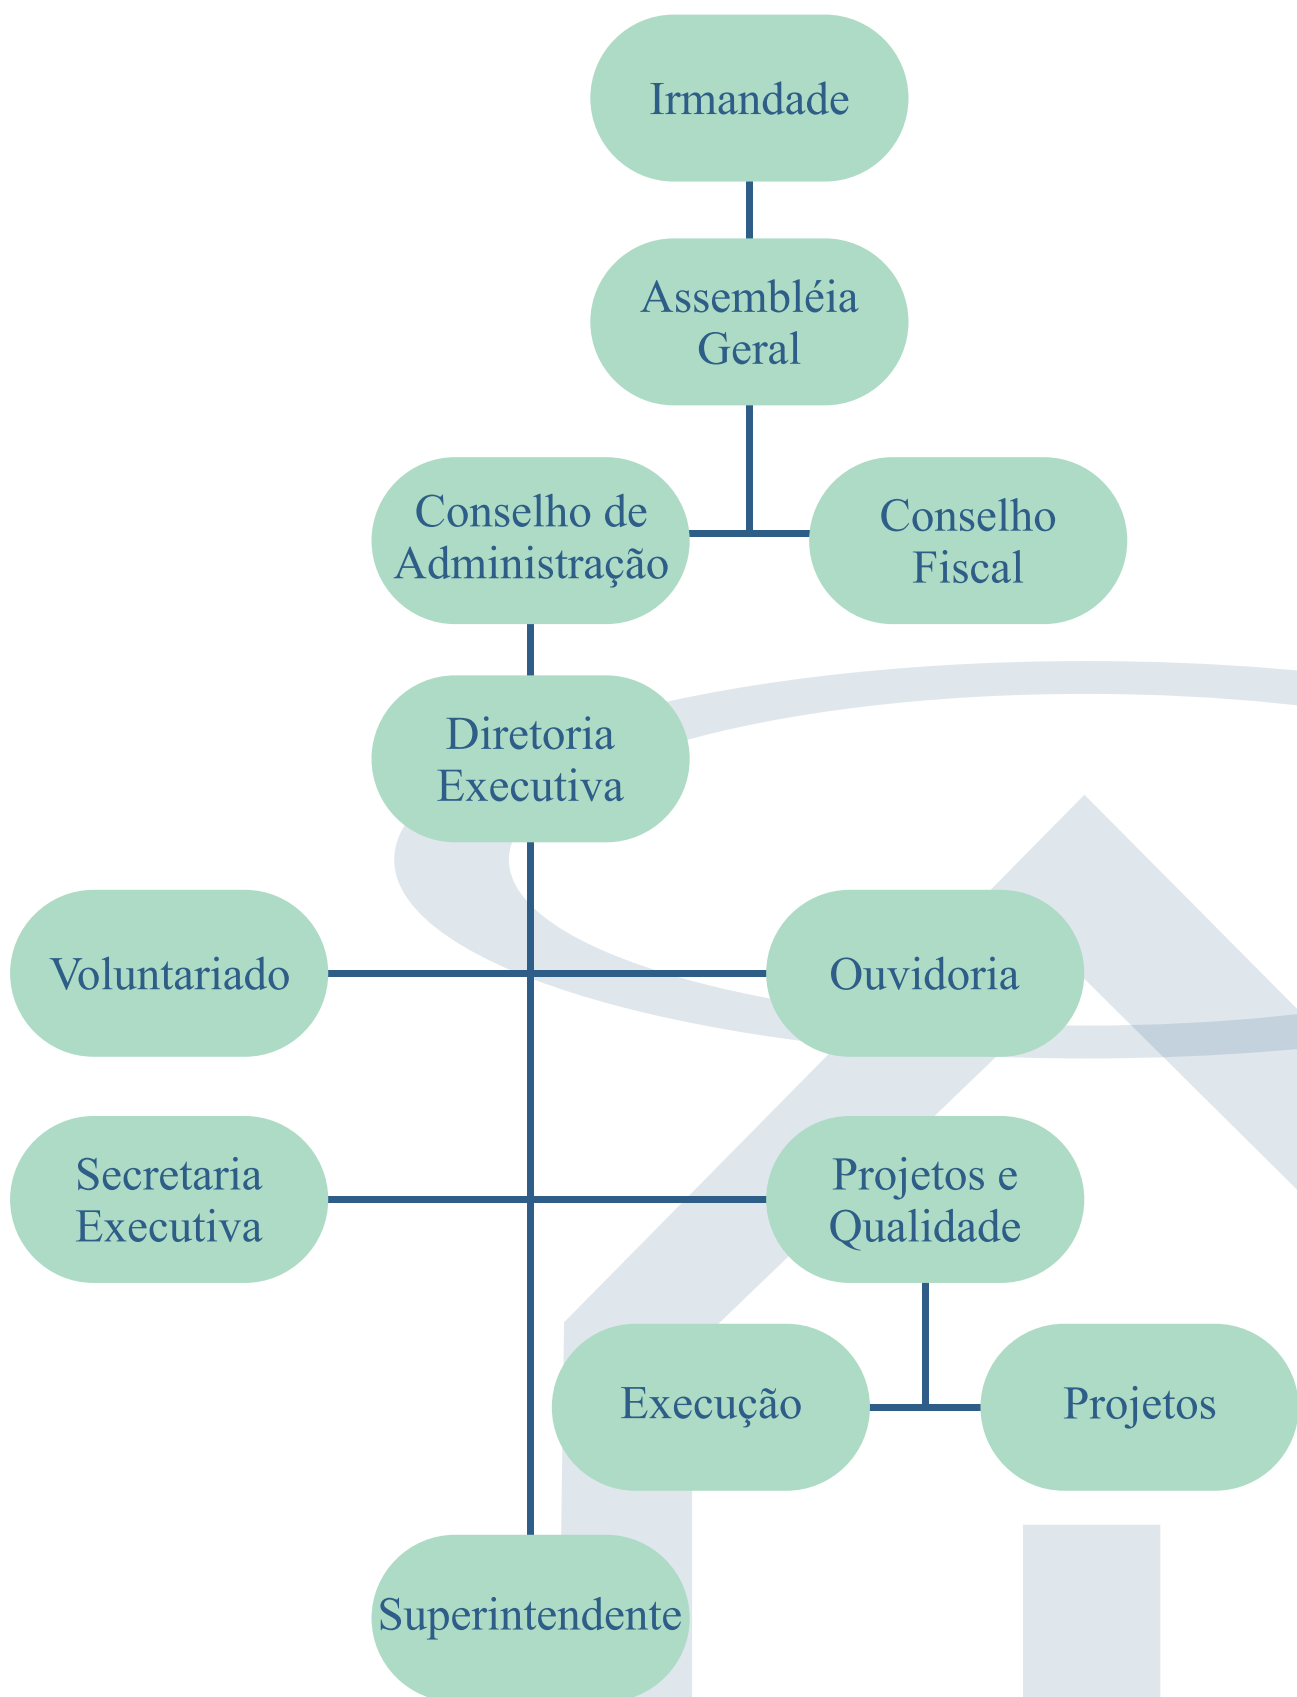 Irmandade
Assembléia
Geral
Conselho de
Administração
Conselho
Fiscal
Diretoria
Executiva
Voluntariado
Ouvidoria
Secretaria
Executiva
Projetos e
Qualidade
Execução
Projetos
Superintendente